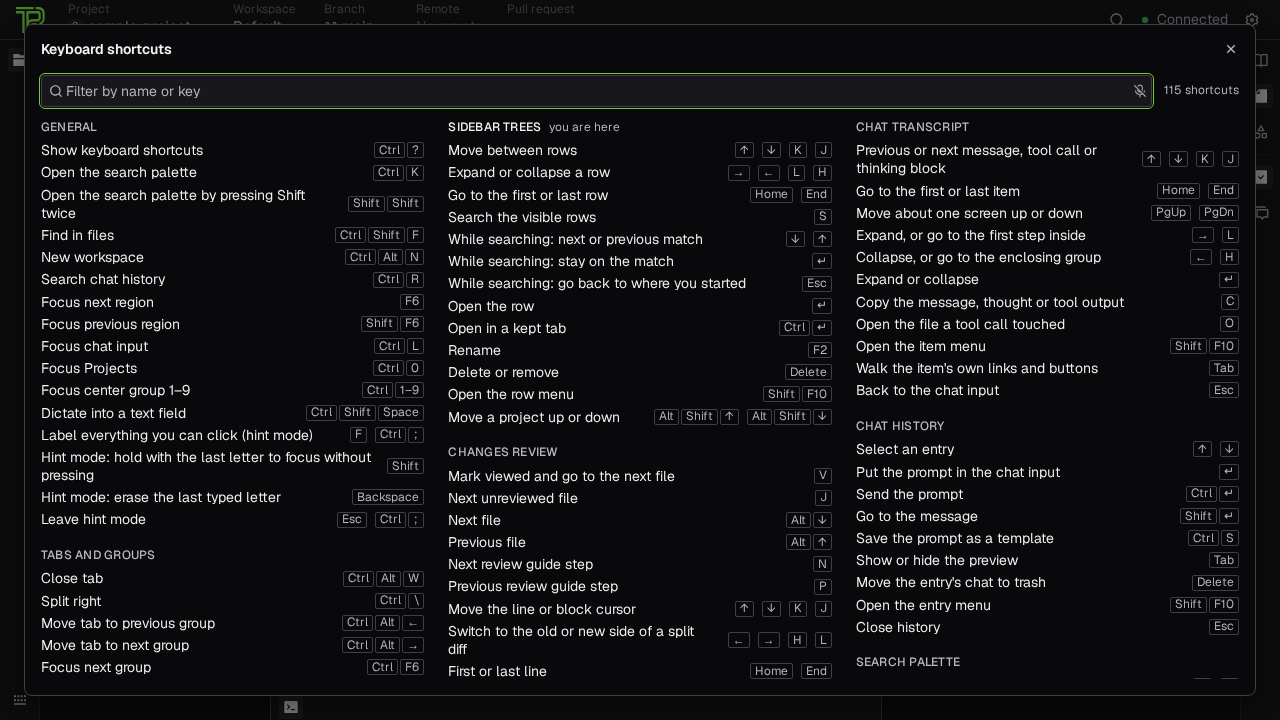 Project
Workspace
Branch
Remote
Pull request
Connected
Keyboard shortcuts
Filter by name or key
115 shortcuts
GENERAL
Show keyboard shortcuts Ctrl ?
Open the search palette Ctrl K
Open the search palette by pressing Shift
twice Shift Shift
Find in files Ctrl Shift F
New workspace Ctrl Alt N
Search chat history Ctrl R
Focus next region F6
Focus previous region Shift F6
Focus chat input Ctrl L
Focus Projects Ctrl 0
Focus center group 1–9 Ctrl 1–9
Dictate into a text field Ctrl Shift Space
Label everything you can click (hint mode) F Ctrl ;
Hint mode: hold with the last letter to focus without
pressing Shift
Hint mode: erase the last typed letter Backspace
Leave hint mode Esc Ctrl ;
TABS AND GROUPS
Close tab Ctrl Alt W
Split right Ctrl \
Move tab to previous group Ctrl Alt ←
Move tab to next group Ctrl Alt →
Focus next group Ctrl F6
SIDEBAR TREES you are here
Move between rows ↑ ↓ K J
Expand or collapse a row → ← L H
Go to the first or last row Home End
Search the visible rows S
While searching: next or previous match ↓ ↑
While searching: stay on the match ↵
While searching: go back to where you started Esc
Open the row ↵
Open in a kept tab Ctrl ↵
Rename F2
Delete or remove Delete
Open the row menu Shift F10
Move a project up or down Alt Shift ↑ Alt Shift ↓
CHANGES REVIEW
Mark viewed and go to the next file V
Next unreviewed file J
Next file Alt ↓
Previous file Alt ↑
Next review guide step N
Previous review guide step P
Move the line or block cursor ↑ ↓ K J
Switch to the old or new side of a split
diff ← → H L
First or last line Home End
CHAT TRANSCRIPT
Previous or next message, tool call or
thinking block ↑ ↓ K J
Go to the first or last item Home End
Move about one screen up or down PgUp PgDn
Expand, or go to the first step inside → L
Collapse, or go to the enclosing group ← H
Expand or collapse ↵
Copy the message, thought or tool output C
Open the file a tool call touched O
Open the item menu Shift F10
Walk the item's own links and buttons Tab
Back to the chat input Esc
CHAT HISTORY
Select an entry ↑ ↓
Put the prompt in the chat input ↵
Send the prompt Ctrl ↵
Go to the message Shift ↵
Save the prompt as a template Ctrl S
Show or hide the preview Tab
Move the entry's chat to trash Delete
Open the entry menu Shift F10
Close history Esc
SEARCH PALETTE